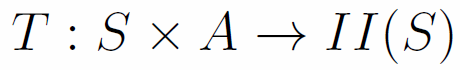 T : S × A → II(S)